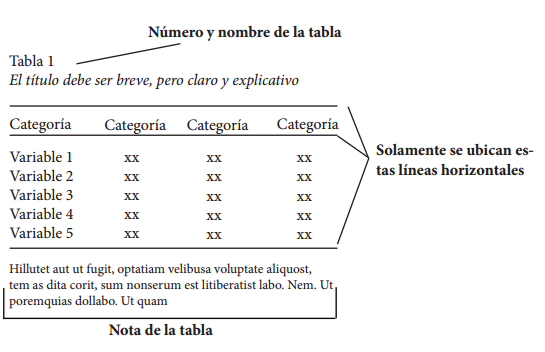 Número y nombre de la tabla
Tabla 1
El título debe ser breve, pero claro y explicativo
Categoría Categoría Categoría Categoría
Variable 1 xx xx xx
Variable 2 xx xx xx
Variable 3 xx xx xx
Variable 4 xx xx xx
Variable 5 xx xx xx
Solamente se ubican es-
tas líneas horizontales
Hillutet aut ut fugit, optatiam velibusa voluptate aliquost,
tem as dita corit, sum nonserum est litiberatist labo. Nem. Ut
poremquias dollabo. Ut quam
Nota de la tabla